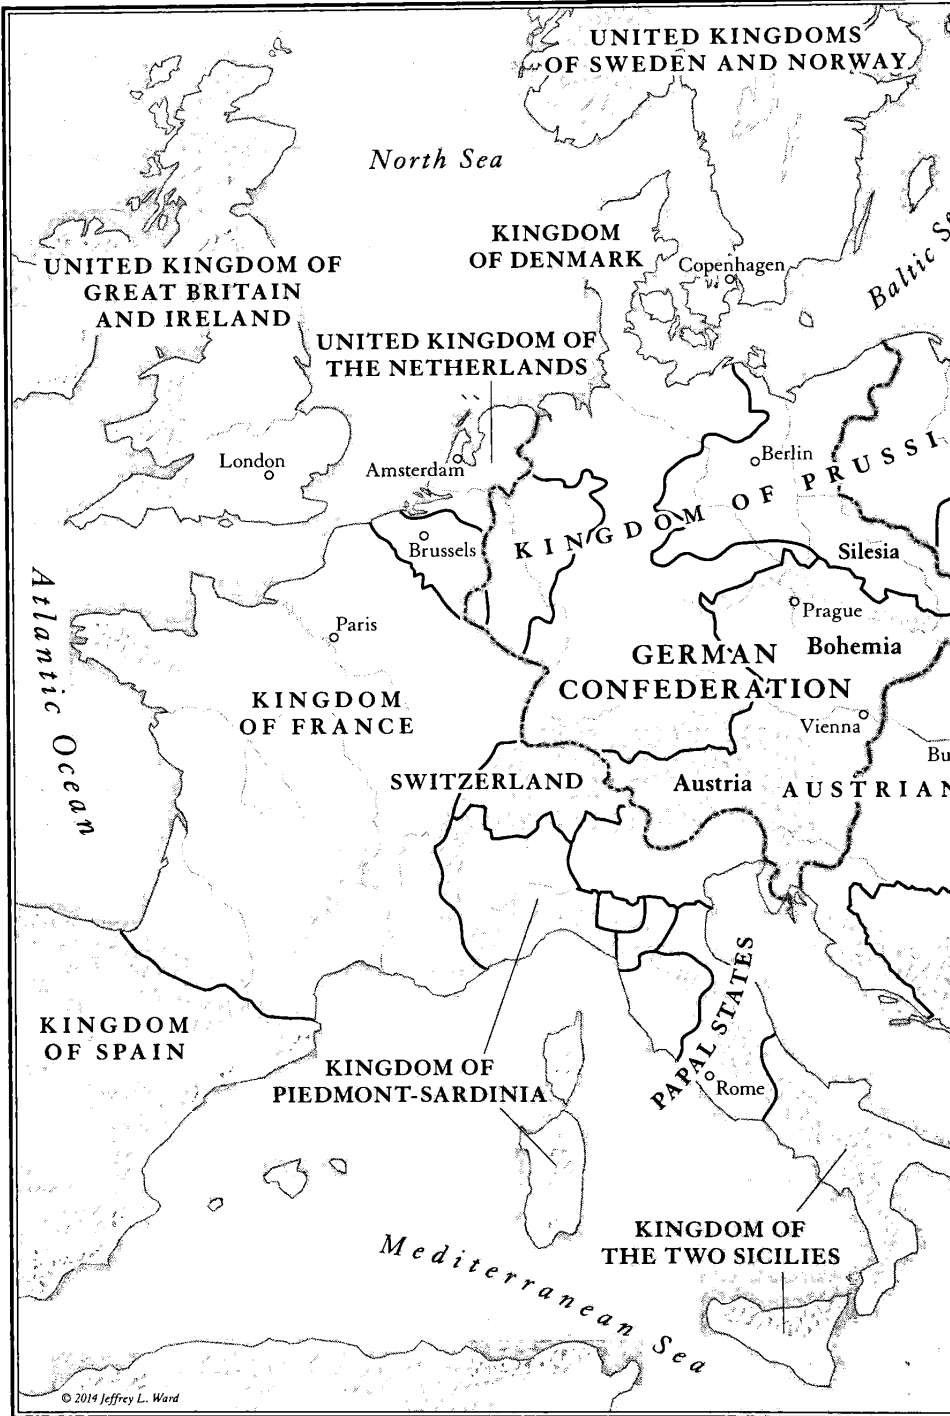 UNITED KINGDOMS
OF SWEDEN AND NORWAY
North Sea
KINGDOM
OF DENMARK
Copenhagen
Baltic
UNITED KINGDOM OF
GREAT BRITAIN
AND IRELAND
UNITED KINGDOM OF
THE NETHERLANDS
London
Amsterdam
Berlin
KINGDOM OF PRUSSI
Brussels
Silesia
Atlantic Ocean
Paris
Prague
GERMAN
CONFEDERATION
Bohemia
KINGDOM
OF FRANCE
Vienna
Bu
SWITZERLAND
Austria
AUSTRIAN
KINGDOM
OF SPAIN
PAPAL STATES
KINGDOM OF
PIEDMONT-SARDINIA
Rome
KINGDOM OF
THE TWO SICILIES
Mediterranean Sea
© 2014 Jeffrey L. Ward